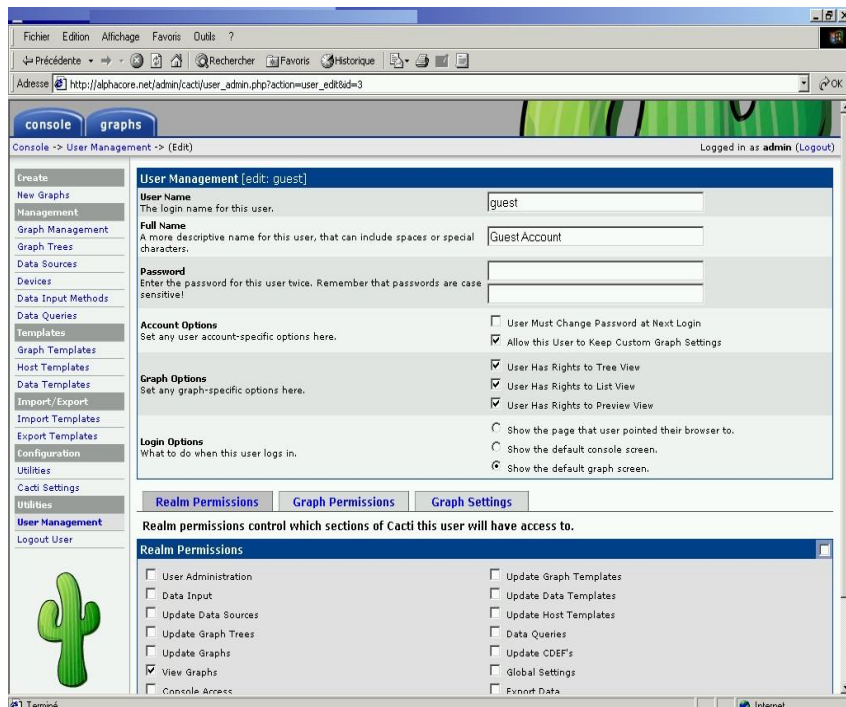 Fichier Edition Affichage Favoris Outils ?
Précédente Rechercher Favoris Historique
Adresse http://alphacore.net/admin/cacti/user_admin.php?action=user_edit&id=3 OK
console graphs
Console -> User Management -> (Edit) Logged in as admin (Logout)
Create
New Graphs
Management
Graph Management
Graph Trees
Data Sources
Devices
Data Input Methods
Data Queries
Templates
Graph Templates
Host Templates
Data Templates
Import/Export
Import Templates
Export Templates
Configuration
Utilities
Cacti Settings
Utilities
User Management
Logout User
User Management [edit: guest]
User Name
The login name for this user.
guest
Full Name
A more descriptive name for this user, that can include spaces or special
characters.
Guest Account
Password
Enter the password for this user twice. Remember that passwords are case
sensitive!
Account Options
Set any user account-specific options here.
User Must Change Password at Next Login
Allow this User to Keep Custom Graph Settings
Graph Options
Set any graph-specific options here.
User Has Rights to Tree View
User Has Rights to List View
User Has Rights to Preview View
Login Options
What to do when this user logs in.
Show the page that user pointed their browser to.
Show the default console screen.
Show the default graph screen.
Realm Permissions Graph Permissions Graph Settings
Realm permissions control which sections of Cacti this user will have access to.
Realm Permissions
User Administration Update Graph Templates
Data Input Update Data Templates
Update Data Sources Update Host Templates
Update Graph Trees Data Queries
Update Graphs Update CDEF's
View Graphs Global Settings
Console Access Export Data
Terminé Internet